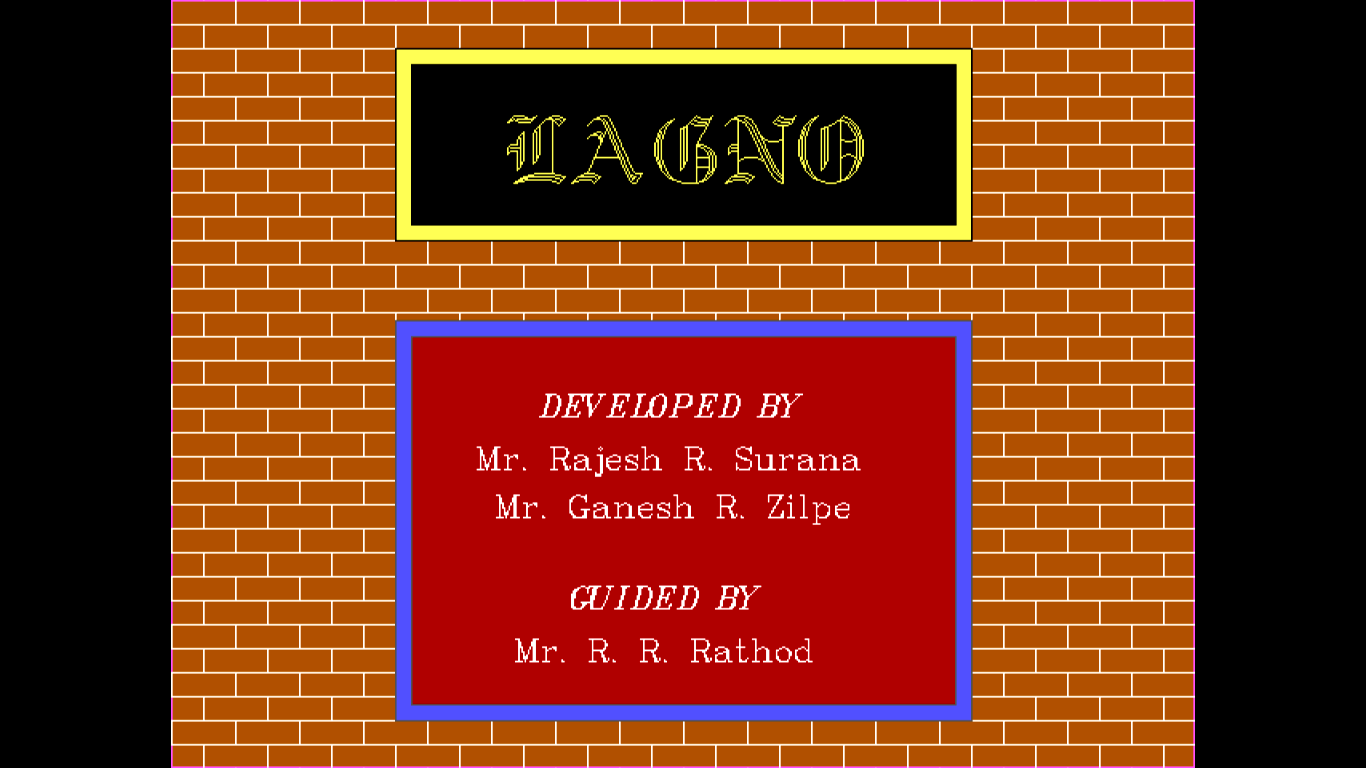 LAGNO
DEVELOPED BY
Mr. Rajesh R. Surana
Mr. Ganesh R. Zilpe
GUIDED BY
Mr. R. R. Rathod